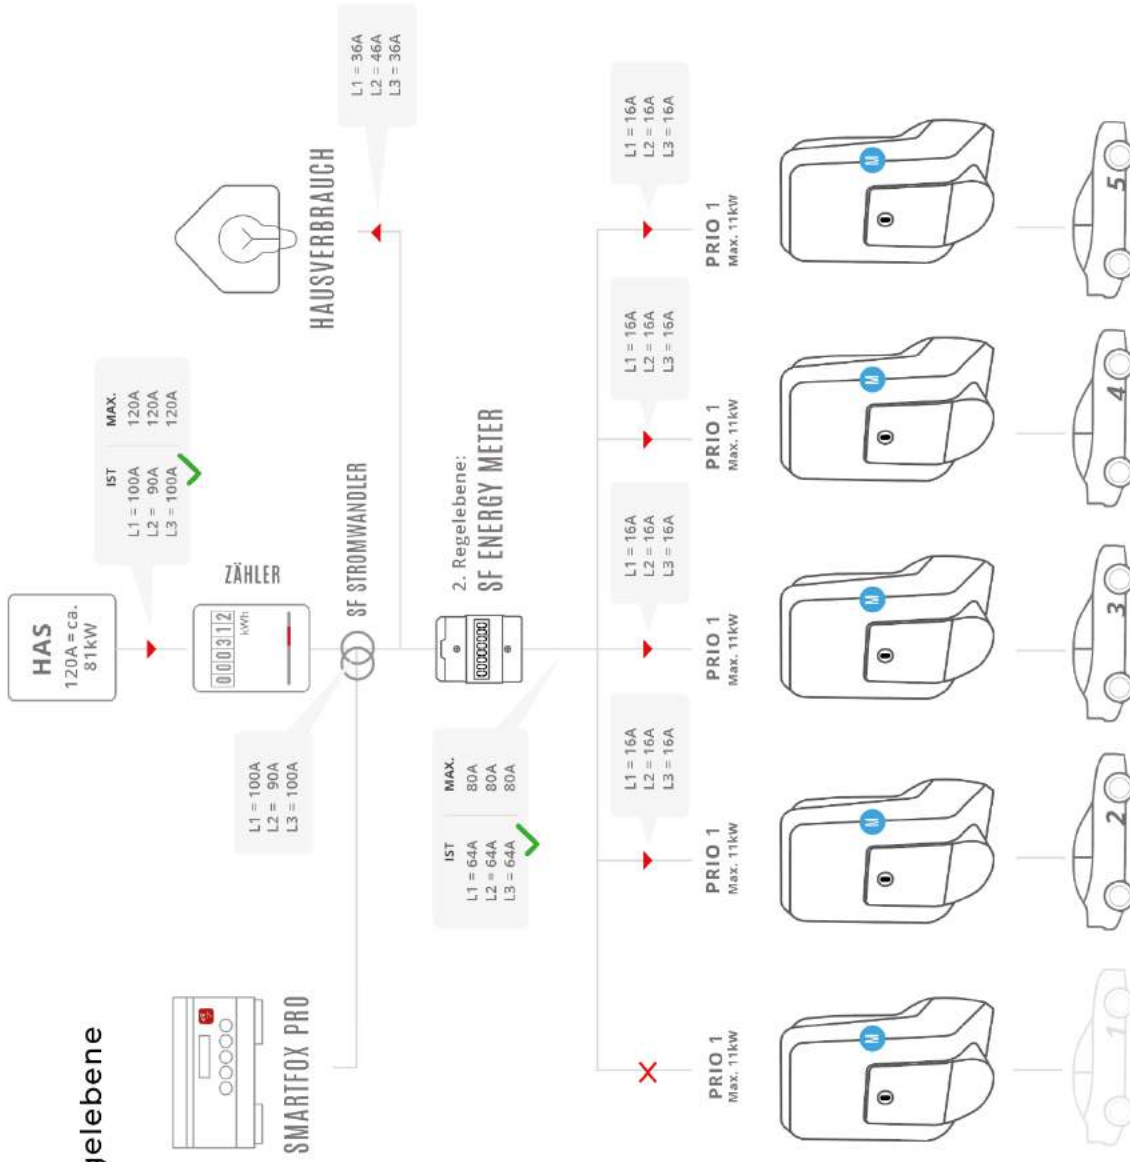 gelebene
HAS
120A = ca.
81kW
IST MAX.
L1 = 100A 120A
L2 = 90A 120A
L3 = 100A 120A
ZÄHLER
000312
kWh
SF STROMWANDLER
L1 = 100A
L2 = 90A
L3 = 100A
SMARTFOX PRO
HAUSVERBRAUCH
L1 = 36A
L2 = 46A
L3 = 36A
2. Regelebene:
SF ENERGY METER
00000000
IST MAX.
L1 = 64A 80A
L2 = 64A 80A
L3 = 64A 80A
PRIO 1
Max. 11kW
M
1
L1 = 16A
L2 = 16A
L3 = 16A
PRIO 1
Max. 11kW
M
2
L1 = 16A
L2 = 16A
L3 = 16A
PRIO 1
Max. 11kW
M
3
L1 = 16A
L2 = 16A
L3 = 16A
PRIO 1
Max. 11kW
M
4
L1 = 16A
L2 = 16A
L3 = 16A
PRIO 1
Max. 11kW
M
5